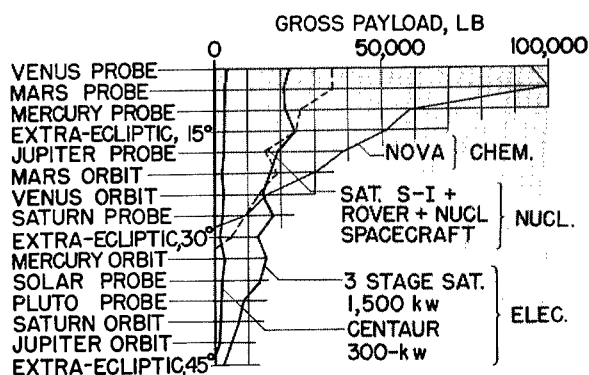 GROSS PAYLOAD, LB
0 50,000 100,000
VENUS PROBE
MARS PROBE
MERCURY PROBE
EXTRA-ECLIPTIC, 15°
JUPITER PROBE
MARS ORBIT
VENUS ORBIT
SATURN PROBE
EXTRA-ECLIPTIC, 30°
MERCURY ORBIT
SOLAR PROBE
PLUTO PROBE
SATURN ORBIT
JUPITER ORBIT
EXTRA-ECLIPTIC, 45°
NOVA } CHEM.
SAT. S-I +
ROVER + NUCL
SPACECRAFT
NUCL.
3 STAGE SAT.
1,500 kw
CENTAUR
300-kw
ELEC.